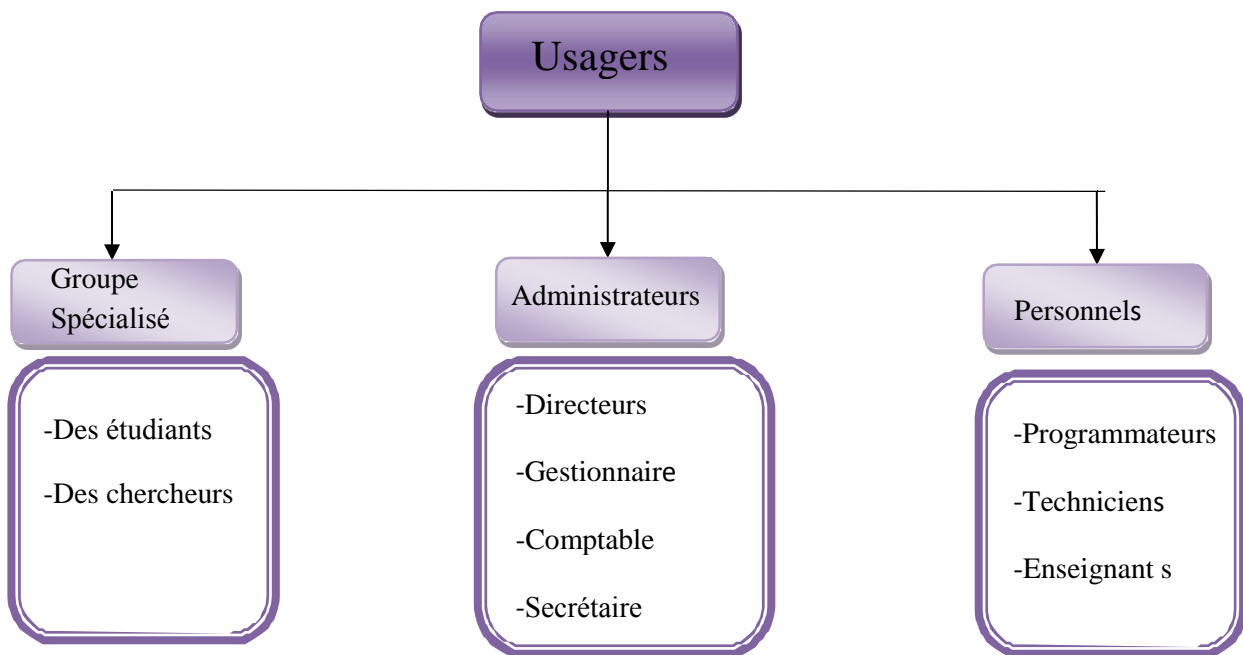 Usagers
Groupe
Spécialisé
-Des étudiants
-Des chercheurs
Administrateurs
-Directeurs
-Gestionnaire
-Comptable
-Secrétaire
Personnels
-Programmateurs
-Techniciens
-Enseignant s